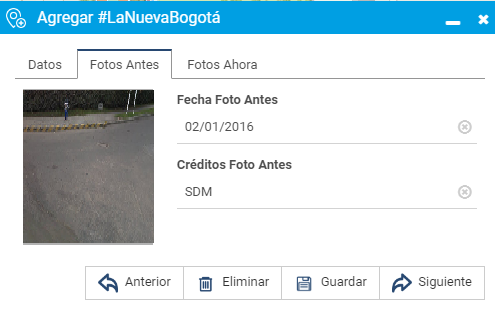 Agregar #LaNuevaBogotá
Datos Fotos Antes Fotos Ahora
Fecha Foto Antes
02/01/2016
Créditos Foto Antes
SDM
Anterior Eliminar Guardar Siguiente